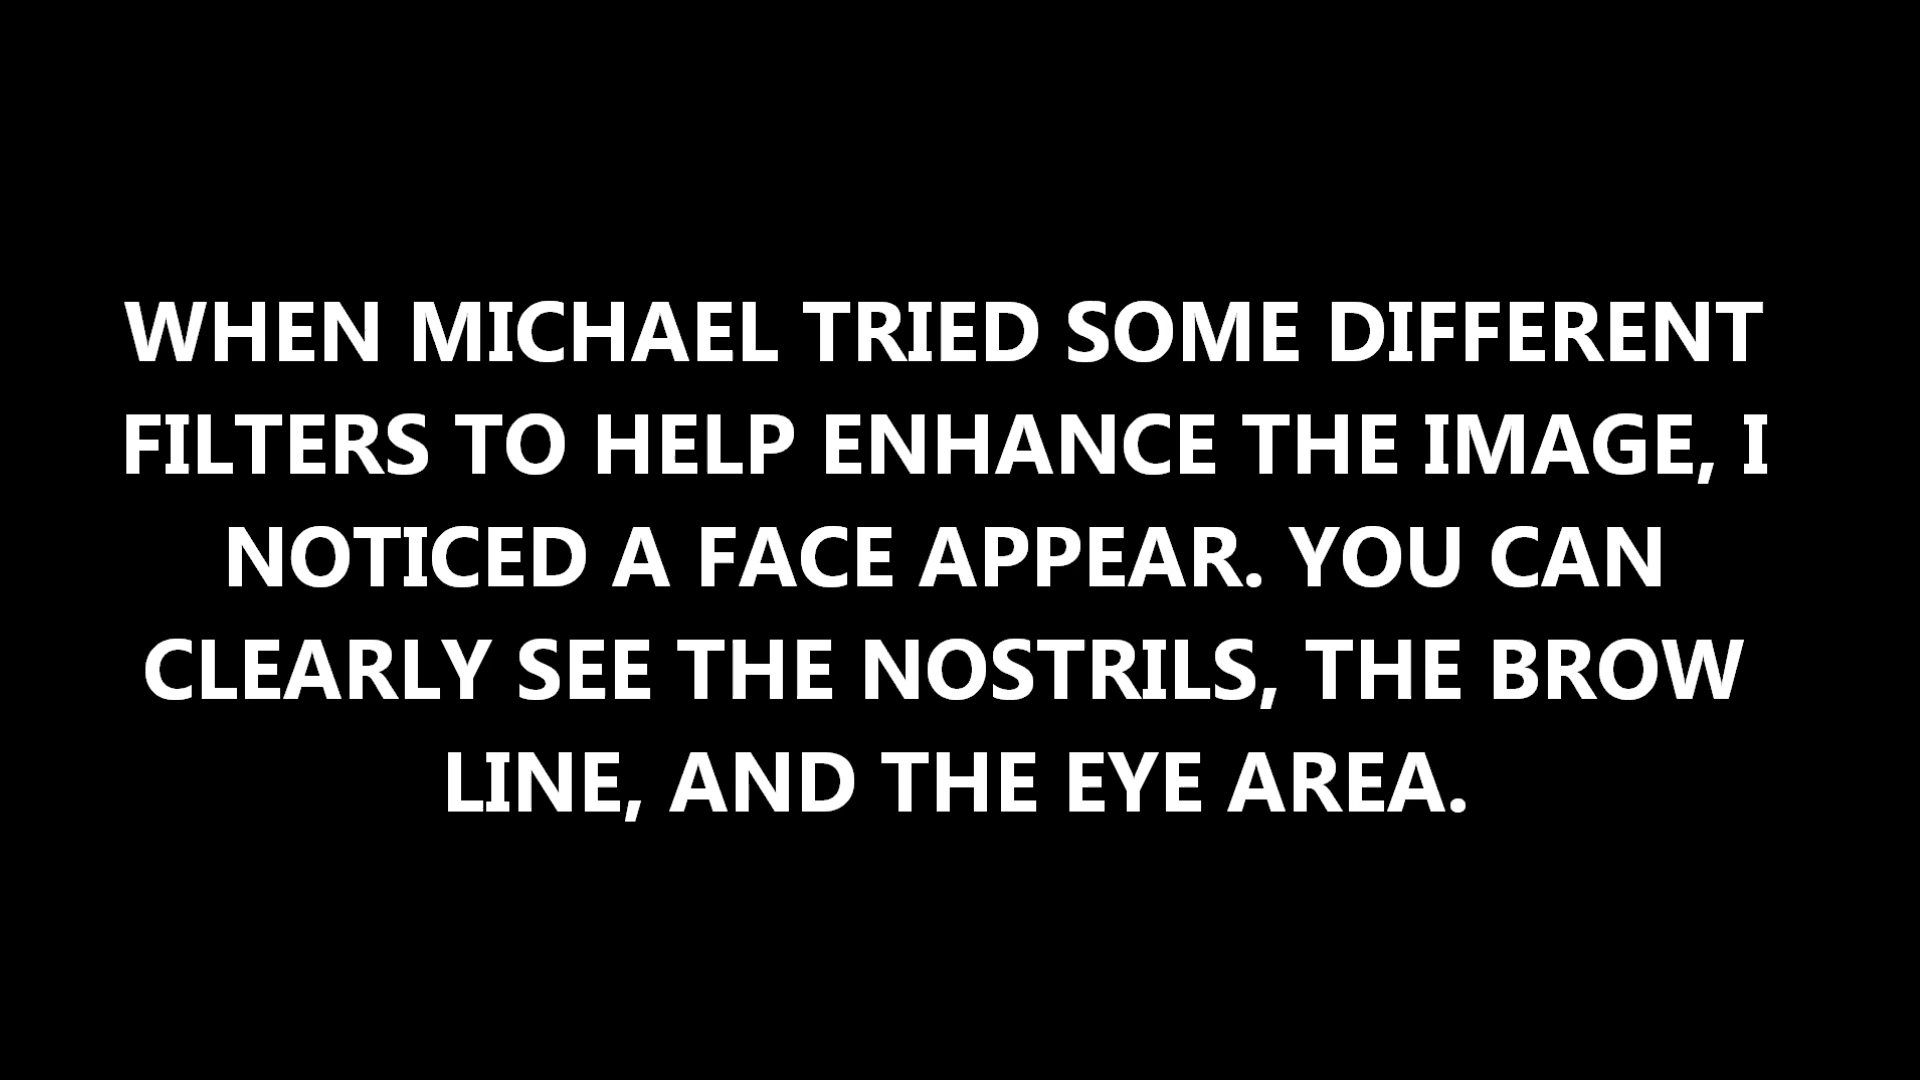 WHEN MICHAEL TRIED SOME DIFFERENT
FILTERS TO HELP ENHANCE THE IMAGE, I
NOTICED A FACE APPEAR. YOU CAN
CLEARLY SEE THE NOSTRILS, THE BROW
LINE, AND THE EYE AREA.